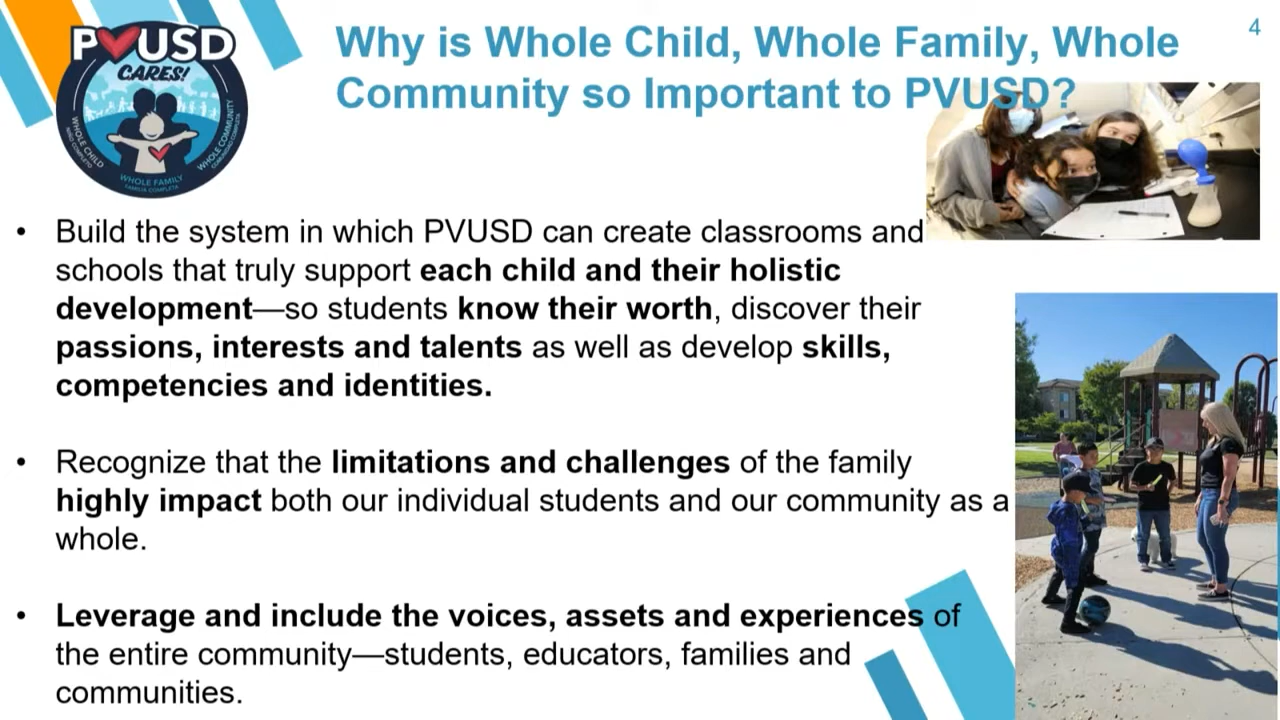 4
Why is Whole Child, Whole Family, Whole
Community so Important to PVUSD?
P❤USD
CARES!
WHOLE CHILD
NIÑO COMPLETO
WHOLE FAMILY
FAMILIA COMPLETA
WHOLE COMMUNITY
COMUNIDAD COMPLETA
• Build the system in which PVUSD can create classrooms and
schools that truly support each child and their holistic
development—so students know their worth, discover their
passions, interests and talents as well as develop skills,
competencies and identities.
• Recognize that the limitations and challenges of the family
highly impact both our individual students and our community as a
whole.
• Leverage and include the voices, assets and experiences of
the entire community—students, educators, families and
communities.